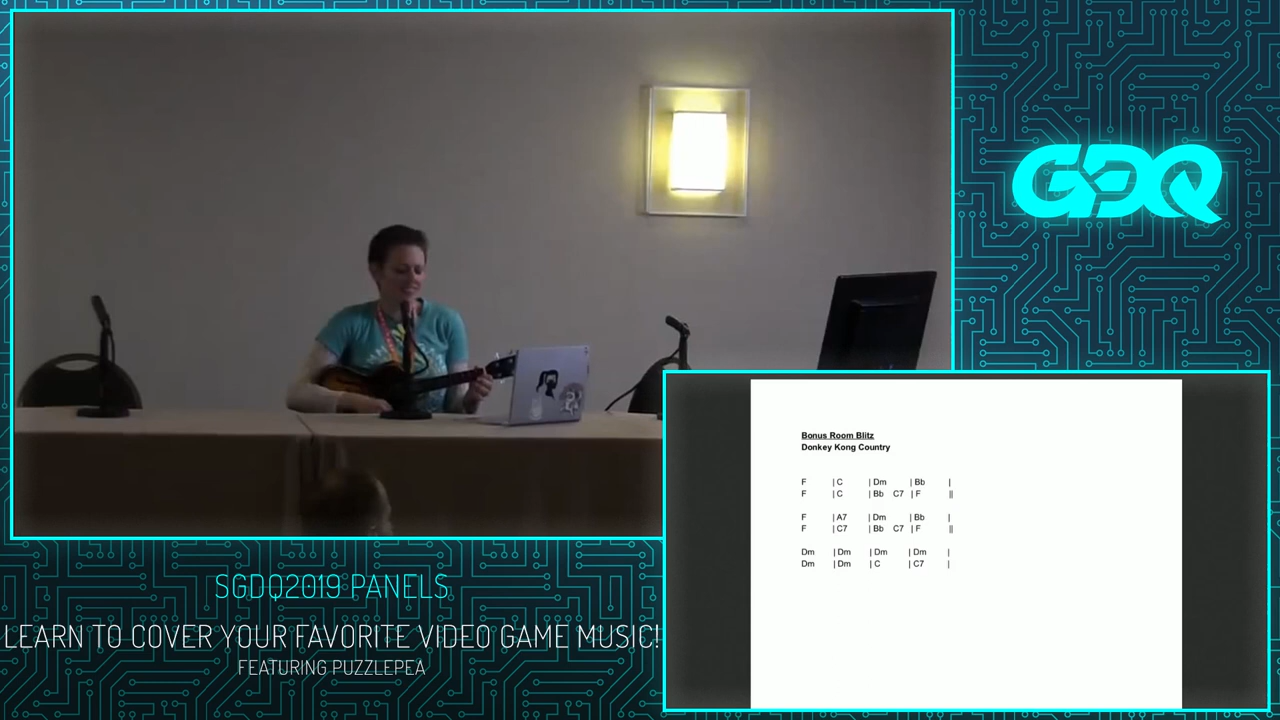 GDQ
Bonus Room Blitz
Donkey Kong Country
F | C | Dm | Bb |
F | C | Bb C7 | F ||
F | A7 | Dm | Bb |
F | C7 | Bb C7 | F ||
Dm | Dm | Dm | Dm |
Dm | Dm | C | C7 |
SGDQ2019 PANELS
LEARN TO COVER YOUR FAVORITE VIDEO GAME MUSIC!
FEATURING PUZZLEPEA